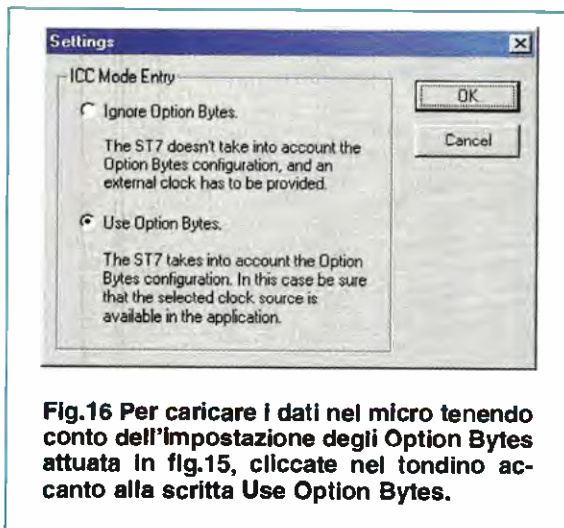 Settings
ICC Mode Entry
Ignore Option Bytes.
The ST7 doesn't take into account the
Option Bytes configuration, and an
external clock has to be provided.
Use Option Bytes.
The ST7 takes into account the Option
Bytes configuration. In this case be sure
that the selected clock source is
available in the application.
OK
Cancel
Fig.16 Per caricare i dati nel micro tenendo
conto dell'impostazione degli Option Bytes
attuata in fig.15, cliccate nel tondino ac-
canto alla scritta Use Option Bytes.